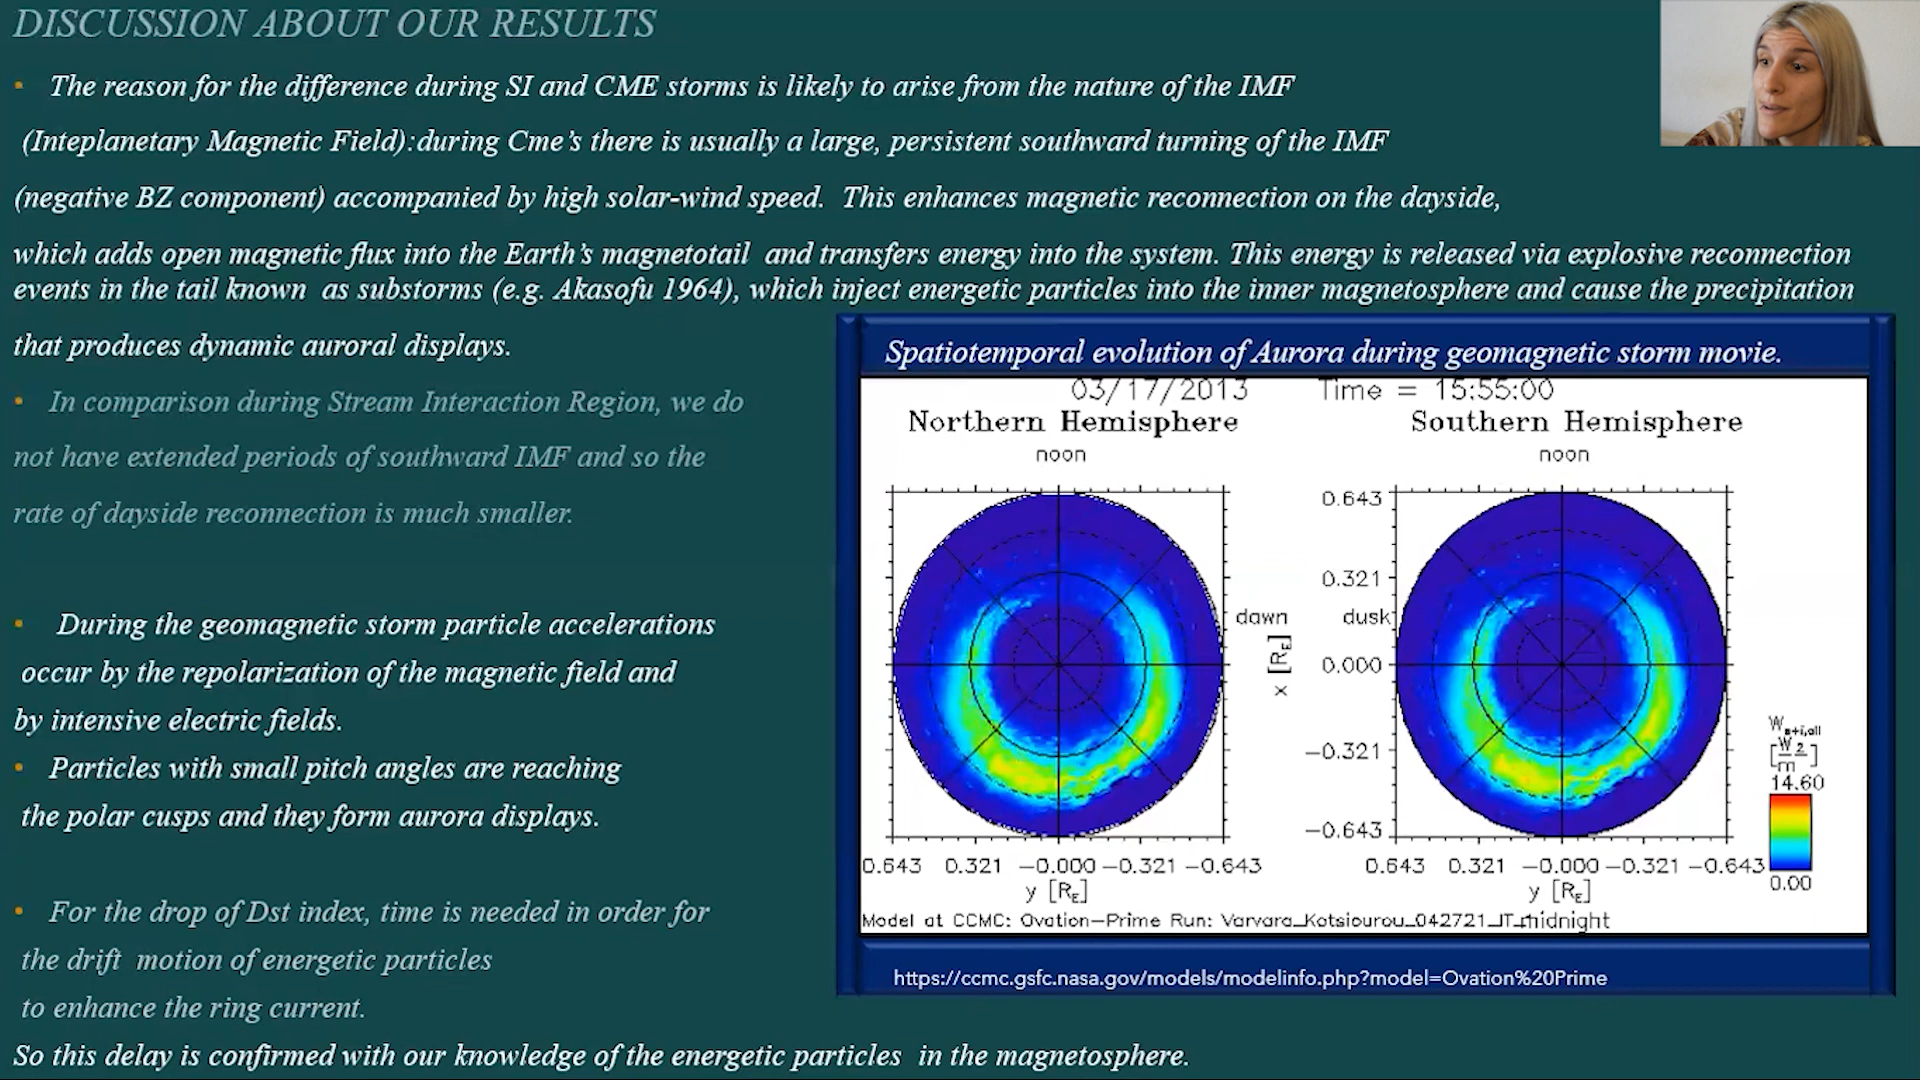 DISCUSSION ABOUT OUR RESULTS
• The reason for the difference during SI and CME storms is likely to arise from the nature of the IMF
(Inteplanetary Magnetic Field):during Cme's there is usually a large, persistent southward turning of the IMF
(negative BZ component) accompanied by high solar-wind speed. This enhances magnetic reconnection on the dayside,
which adds open magnetic flux into the Earth's magnetotail and transfers energy into the system. This energy is released via explosive reconnection
events in the tail known as substorms (e.g. Akasofu 1964), which inject energetic particles into the inner magnetosphere and cause the precipitation
that produces dynamic auroral displays.
• In comparison during Stream Interaction Region, we do
not have extended periods of southward IMF and so the
rate of dayside reconnection is much smaller.
• During the geomagnetic storm particle accelerations
occur by the repolarization of the magnetic field and
by intensive electric fields.
• Particles with small pitch angles are reaching
the polar cusps and they form aurora displays.
• For the drop of Dst index, time is needed in order for
the drift motion of energetic particles
to enhance the ring current.
So this delay is confirmed with our knowledge of the energetic particles in the magnetosphere.
Spatiotemporal evolution of Aurora during geomagnetic storm movie.
03/17/2013 Time = 15:55:00
Northern Hemisphere Southern Hemisphere
noon noon
0.643
0.321
dawn dusk
x [RE] 0.000
−0.321
−0.643
0.643 0.321 −0.000 −0.321 −0.643 0.643 0.321 −0.000 −0.321 −0.643
y [RE] y [RE]
We+i,all
[W/m2]
14.60
0.00
Model at CCMC: Ovation−Prime Run: Varvara_Kotsiourou_042721_IT_midnight
https://ccmc.gsfc.nasa.gov/models/modelinfo.php?model=Ovation%20Prime